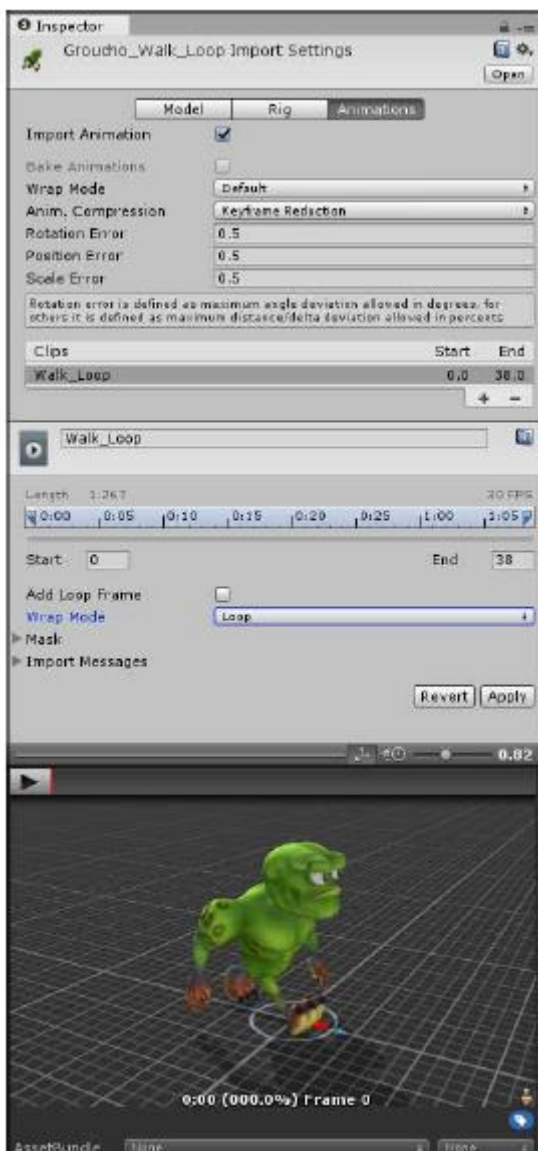 Inspector
Groucho_Walk_Loop Import Settings
Open
Model Rig Animations
Import Animation
Bake Animations
Wrap Mode Default
Anim. Compression Keyframe Reduction
Rotation Error 0.5
Position Error 0.5
Scale Error 0.5
Rotation error is defined as maximum angle deviation allowed in degrees, for
others it is defined as maximum distance/delta deviation allowed in percents
Clips Start End
Walk_Loop 0.0 38.0
+ −
Walk_Loop
Length 1.267 30 FPS
0:00 0:05 0:10 0:15 0:20 0:25 1:00 1:05
Start 0 End 38
Add Loop Frame
Wrap Mode Loop
Mask
Import Messages
Revert Apply
0.82
0:00 (000.0%) Frame 0
AssetBundle None None